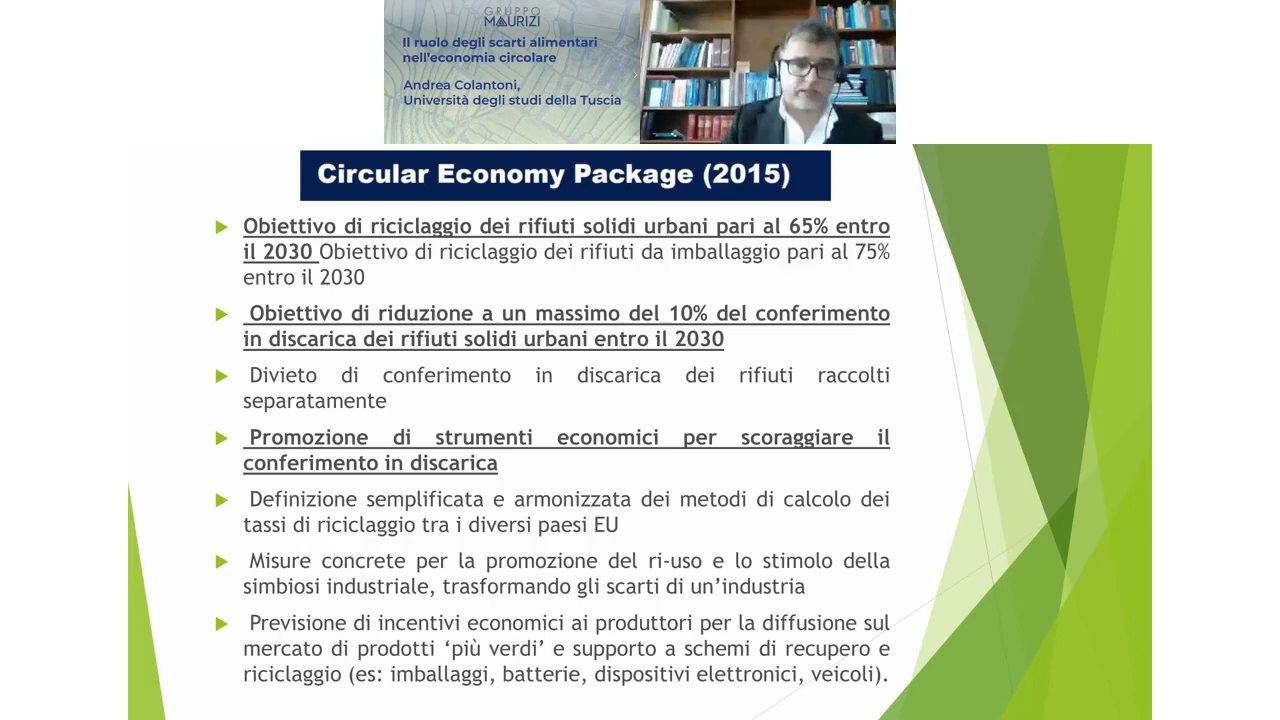 GRUPPO
MAURIZI
Il ruolo degli scarti alimentari
nell'economia circolare
Andrea Colantoni,
Università degli studi della Tuscia
Circular Economy Package (2015)
Obiettivo di riciclaggio dei rifiuti solidi urbani pari al 65% entro
il 2030 Obiettivo di riciclaggio dei rifiuti da imballaggio pari al 75%
entro il 2030
Obiettivo di riduzione a un massimo del 10% del conferimento
in discarica dei rifiuti solidi urbani entro il 2030
Divieto di conferimento in discarica dei rifiuti raccolti
separatamente
Promozione di strumenti economici per scoraggiare il
conferimento in discarica
Definizione semplificata e armonizzata dei metodi di calcolo dei
tassi di riciclaggio tra i diversi paesi EU
Misure concrete per la promozione del ri-uso e lo stimolo della
simbiosi industriale, trasformando gli scarti di un'industria
Previsione di incentivi economici ai produttori per la diffusione sul
mercato di prodotti 'più verdi' e supporto a schemi di recupero e
riciclaggio (es: imballaggi, batterie, dispositivi elettronici, veicoli).